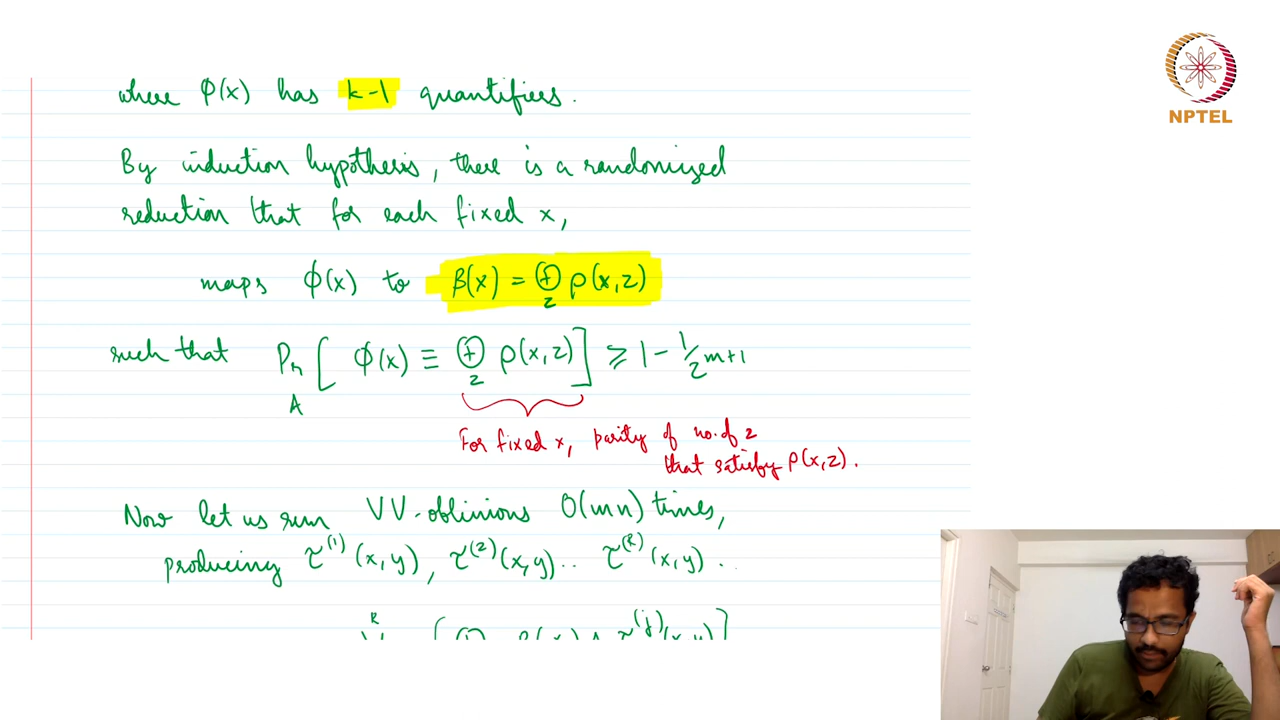 where φ(x) has k-1 quantifiers.
NPTEL
By induction hypothesis, there is a randomized
reduction that for each fixed x,
maps φ(x) to β(x) = ⊕_z ρ(x,z)
such that Pr_A [ φ(x) ≡ ⊕_z ρ(x,z) ] ≥ 1 - 1/2^{m+1}
For fixed x, parity of no. of z
that satisfy ρ(x,z).
Now let us run VV-oblivious O(mn) times,
producing τ^(1)(x,y), τ^(2)(x,y).. τ^(R)(x,y)...